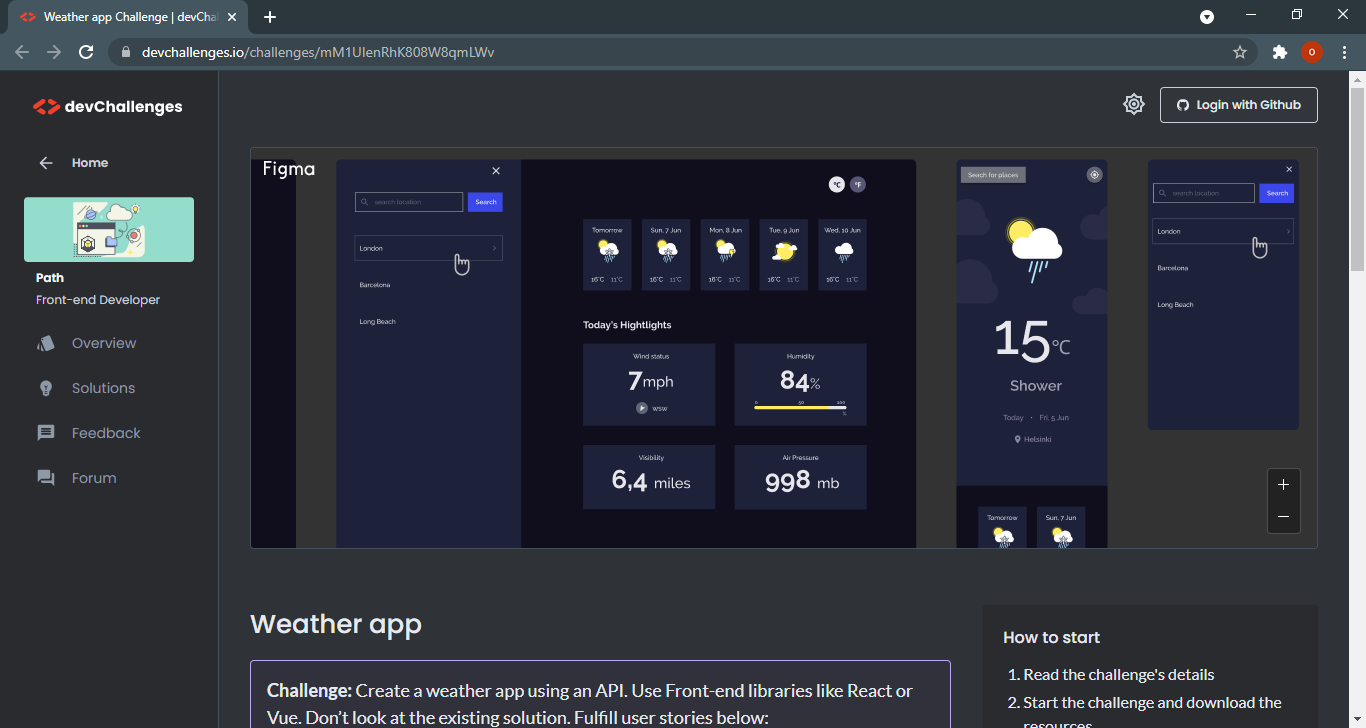 Weather app Challenge | devChal
devchallenges.io/challenges/mM1UIenRhK808W8qmLWv
O
devChallenges
Home
Path
Front-end Developer
Overview
Solutions
Feedback
Forum
Login with Github
Figma
search location
Search
London
Barcelona
Long Beach
°C
°F
Tomorrow
16°C 11°C
Sun, 7 Jun
16°C 11°C
Mon, 8 Jun
16°C 11°C
Tue, 9 Jun
16°C 11°C
Wed, 10 Jun
16°C 11°C
Today's Hightlights
Wind status
7mph
WSW
Humidity
84%
0 50 100
%
Visibility
6,4 miles
Air Pressure
998 mb
Seach for places
15°C
Shower
Today • Fri, 5 Jun
Helsinki
Tomorrow
Sun, 7 Jun
search location
Search
London
Barcelona
Long Beach
+
−
Weather app
Challenge: Create a weather app using an API. Use Front-end libraries like React or
Vue. Don't look at the existing solution. Fulfill user stories below:
How to start
1. Read the challenge's details
2. Start the challenge and download the
resources